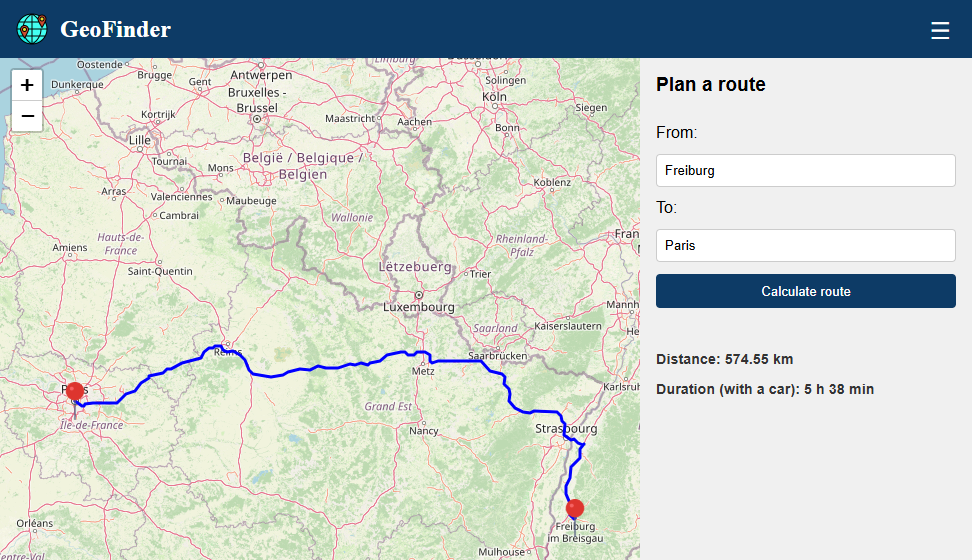 GeoFinder
+
−
Oostende
Brugge
Dunkerque
Gent
Antwerpen
Limburg
Solingen
Bruxelles -
Brussel
Köln
Siegen
Kortrijk
Maastricht
Aachen
Bonn
Lille
Tournai
België / Belgique /
Belgien
Mons
Koblenz
Arras
Valenciennes
Maubeuge
Cambrai
Wallonie
Hauts-de-
France
Amiens
Rheinland-
Pfalz
Fran
Saint-Quentin
Lëtzebuerg
Trier
Luxembourg
Mannh
Saarland
Kaiserslautern
He
Reims
Saarbrücken
Metz
Karlsruh
Paris
Grand Est
Île-de-France
Nancy
Strasbourg
Orléans
Freiburg
im Breisgau
Mulhouse
Centre-Val
Plan a route
From:
Freiburg
To:
Paris
Calculate route
Distance: 574.55 km
Duration (with a car): 5 h 38 min